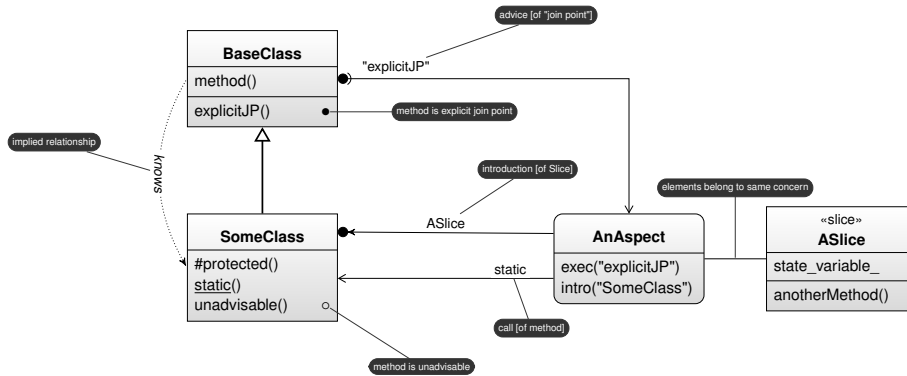 advice [of "join point"]
BaseClass
"explicitJP"
method()
explicitJP()
method is explicit join point
implied relationship
knows
introduction [of Slice]
elements belong to same concern
«slice»
SomeClass
ASlice
AnAspect
ASlice
#protected()
static
exec("explicitJP")
state_variable_
static()
intro("SomeClass")
unadvisable()
anotherMethod()
call [of method]
method is unadvisable